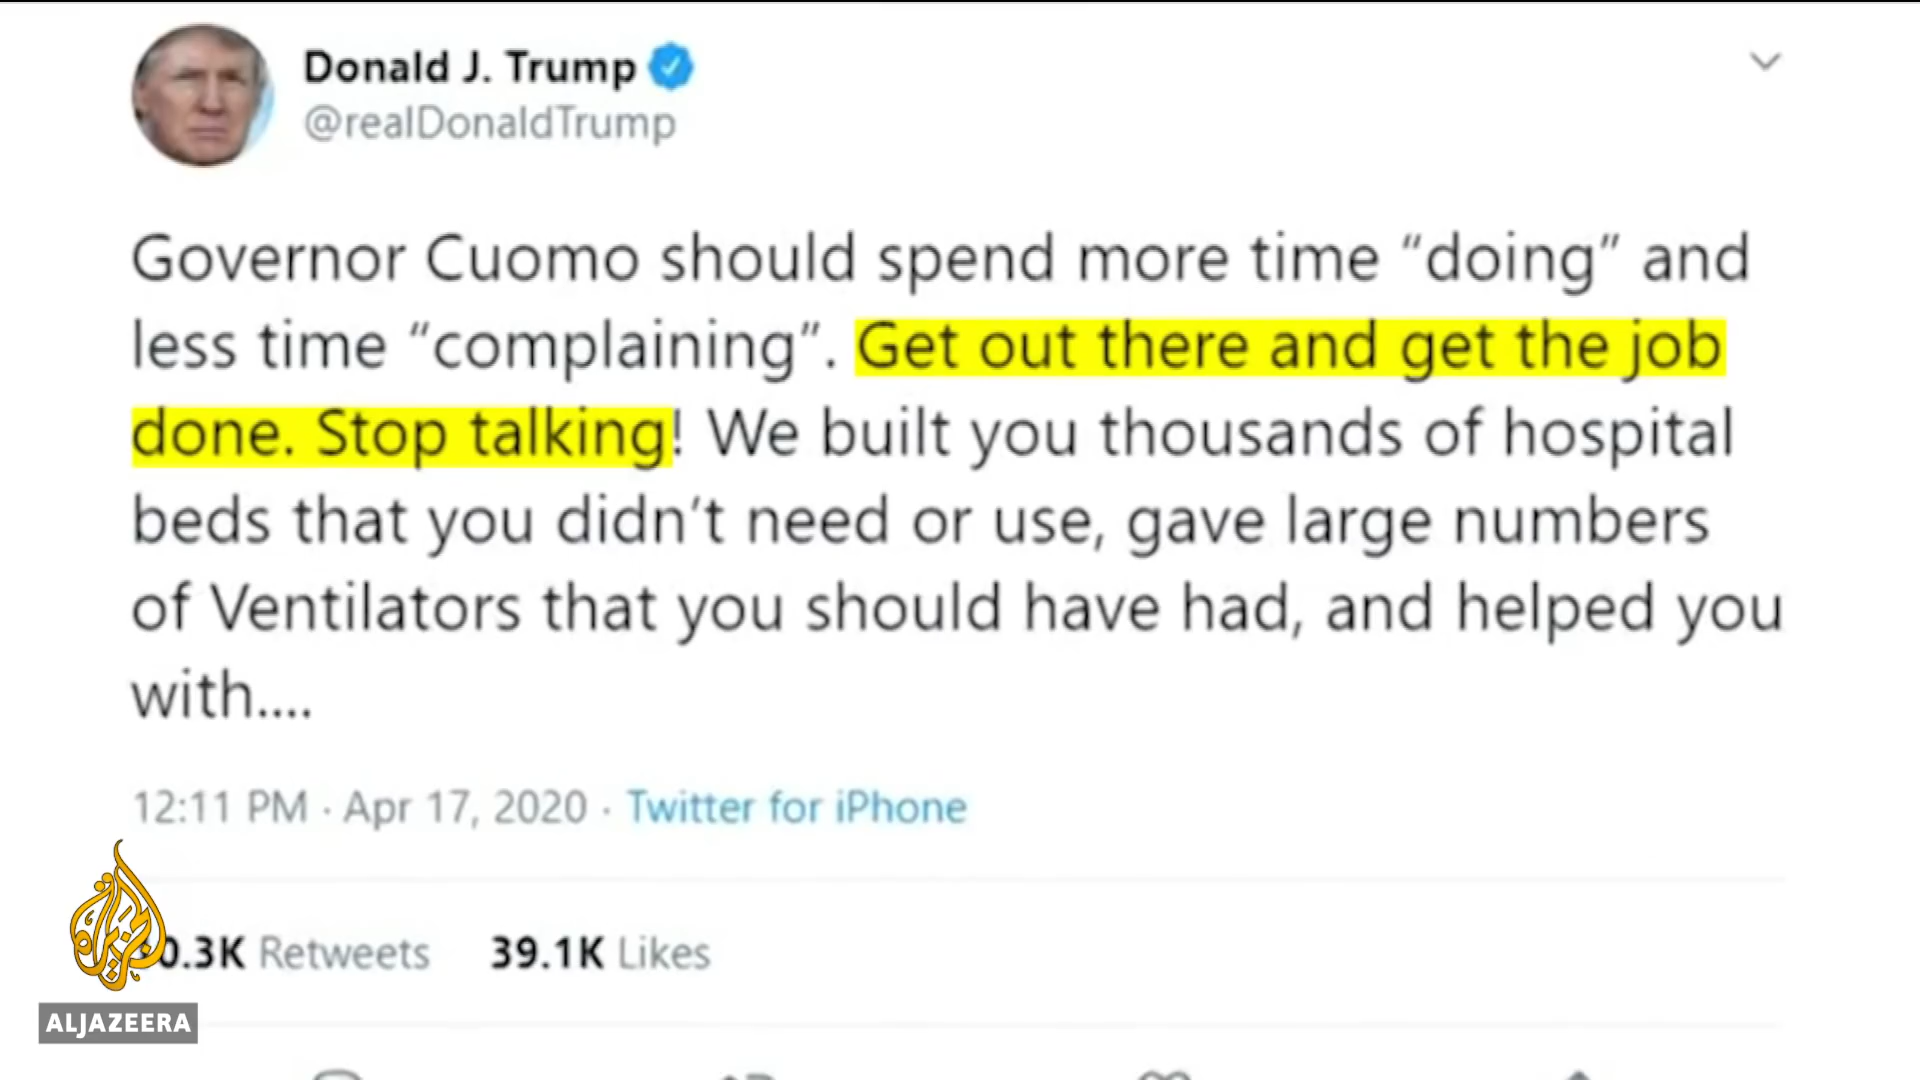 Donald J. Trump
@realDonaldTrump
Governor Cuomo should spend more time “doing” and
less time “complaining”. Get out there and get the job
done. Stop talking! We built you thousands of hospital
beds that you didn’t need or use, gave large numbers
of Ventilators that you should have had, and helped you
with....
12:11 PM · Apr 17, 2020 · Twitter for iPhone
0.3K Retweets 39.1K Likes
الجزيرة
ALJAZEERA